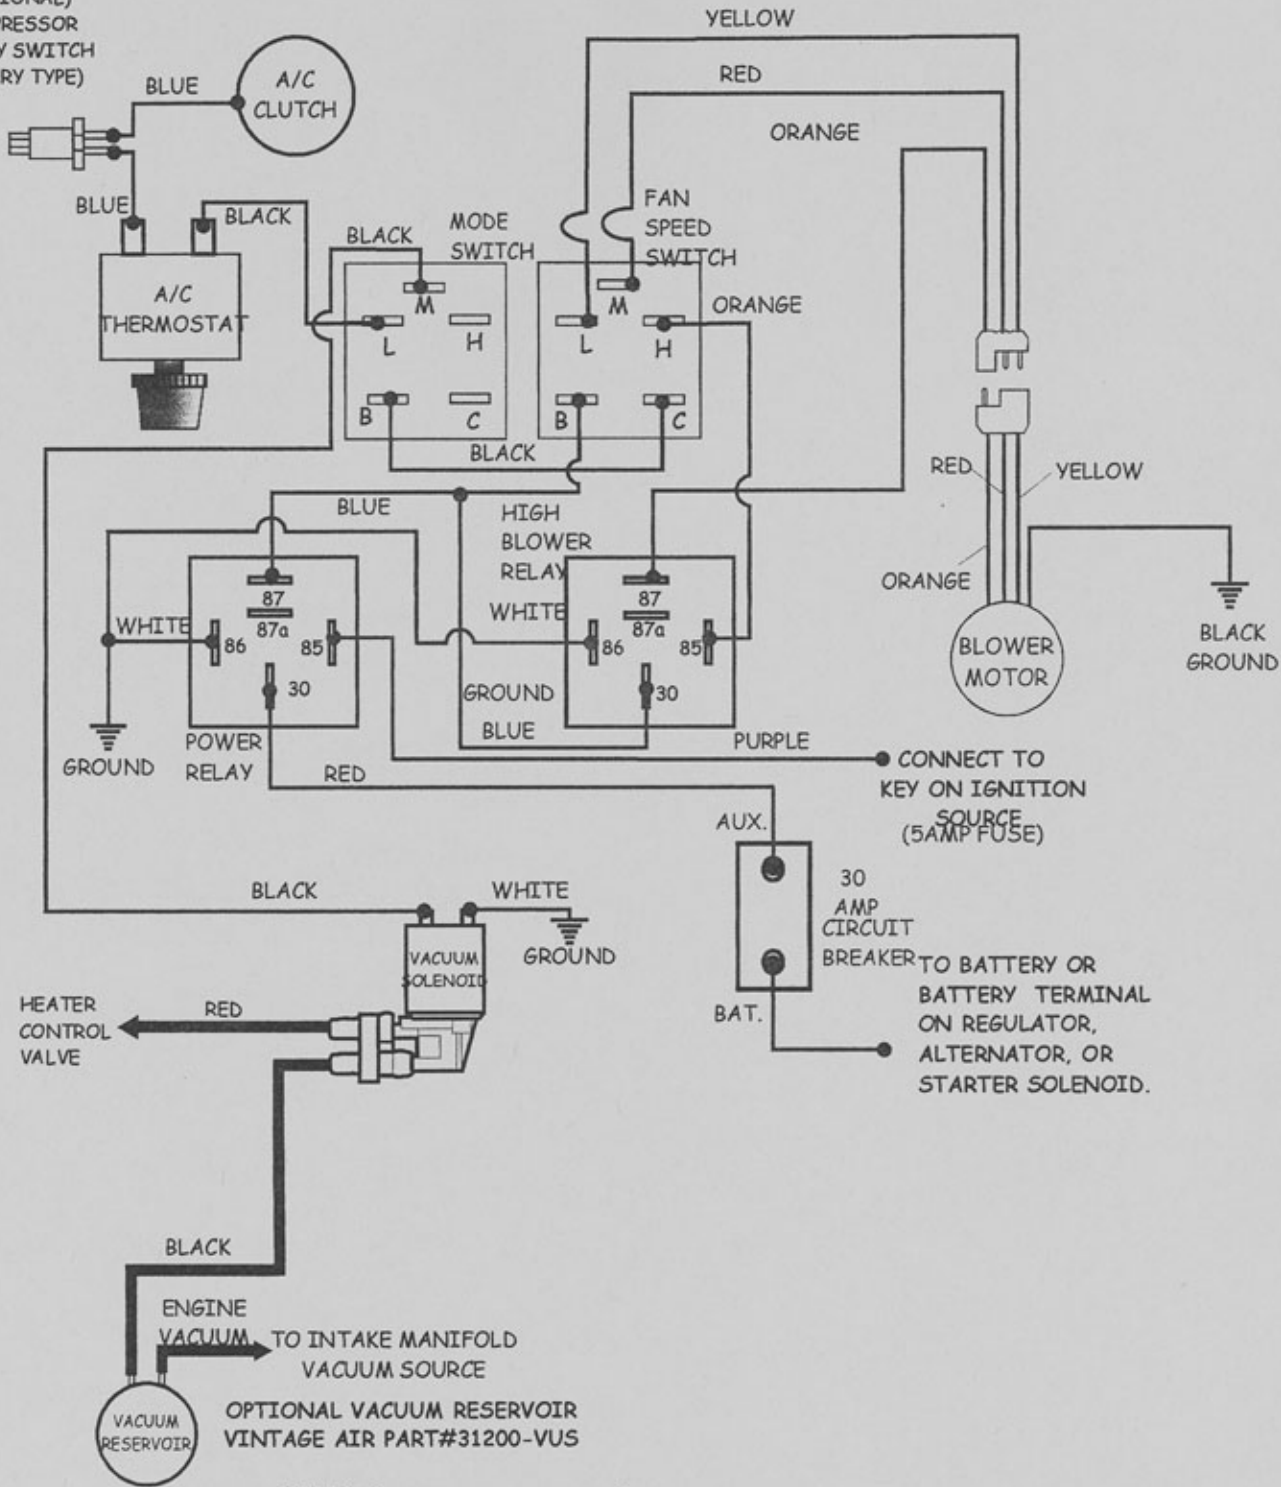 SWITCH
RY TYPE)
BLUE
A/C
CLUTCH
YELLOW
RED
ORANGE
BLUE
BLACK
BLACK
MODE
SWITCH
FAN
SPEED
SWITCH
A/C
THERMOSTAT
M
L
H
B
C
M
L
H
B
C
ORANGE
BLACK
RED
YELLOW
ORANGE
BLUE
HIGH
BLOWER
RELAY
WHITE
87
87a
86
85
30
WHITE
87
87a
86
85
30
GROUND
BLOWER
MOTOR
BLACK
GROUND
GROUND
POWER
RELAY
BLUE
PURPLE
RED
CONNECT TO
KEY ON IGNITION
SOURCE
(5AMP FUSE)
AUX.
30
AMP
CIRCUIT
BREAKER
BAT.
TO BATTERY OR
BATTERY TERMINAL
ON REGULATOR,
ALTERNATOR, OR
STARTER SOLENOID.
BLACK
WHITE
GROUND
VACUUM
SOLENOID
HEATER
CONTROL
VALVE
RED
BLACK
ENGINE
VACUUM
TO INTAKE MANIFOLD
VACUUM SOURCE
VACUUM
RESERVOIR
OPTIONAL VACUUM RESERVOIR
VINTAGE AIR PART#31200-VUS